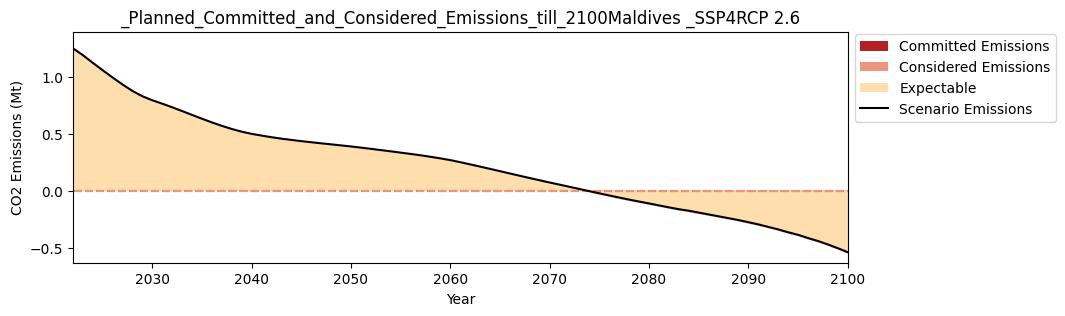 _Planned_Committed_and_Considered_Emissions_till_2100Maldives _SSP4RCP 2.6
CO2 Emissions (Mt)
1.0
0.5
0.0
−0.5
2030 2040 2050 2060 2070 2080 2090 2100
Year
Committed Emissions
Considered Emissions
Expectable
Scenario Emissions